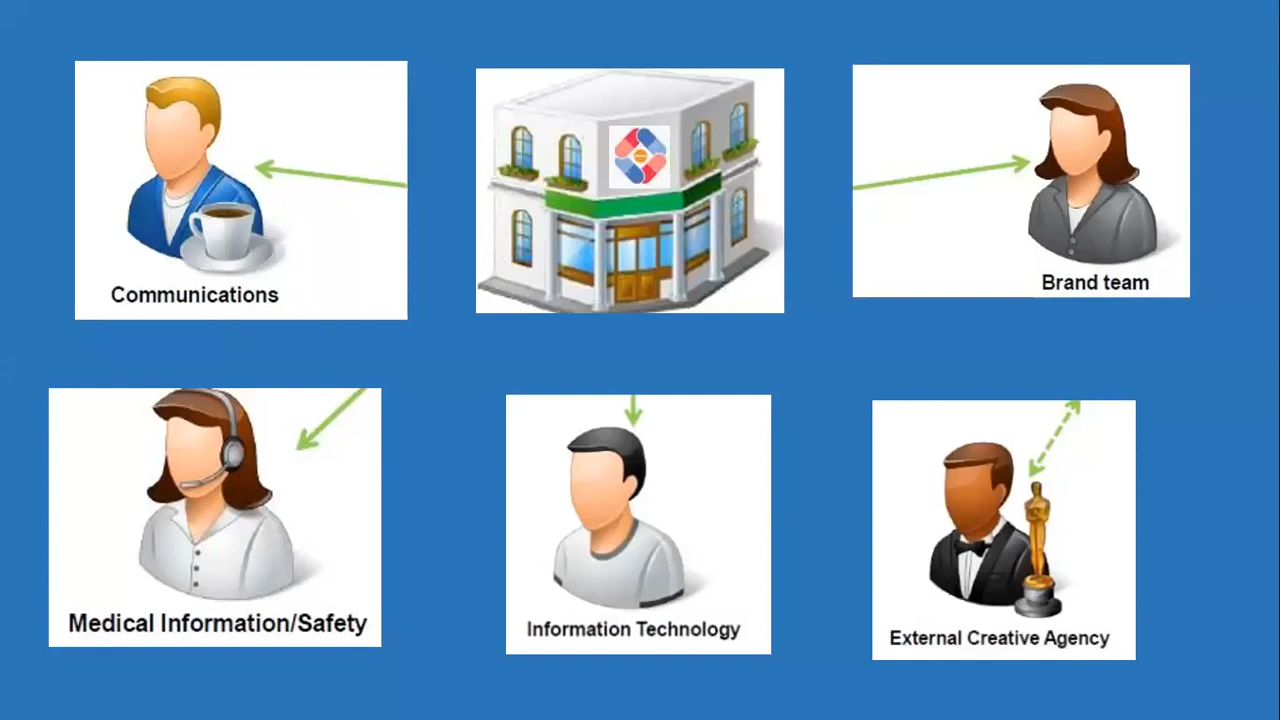 Communications
Brand team
Medical Information/Safety
Information Technology
External Creative Agency